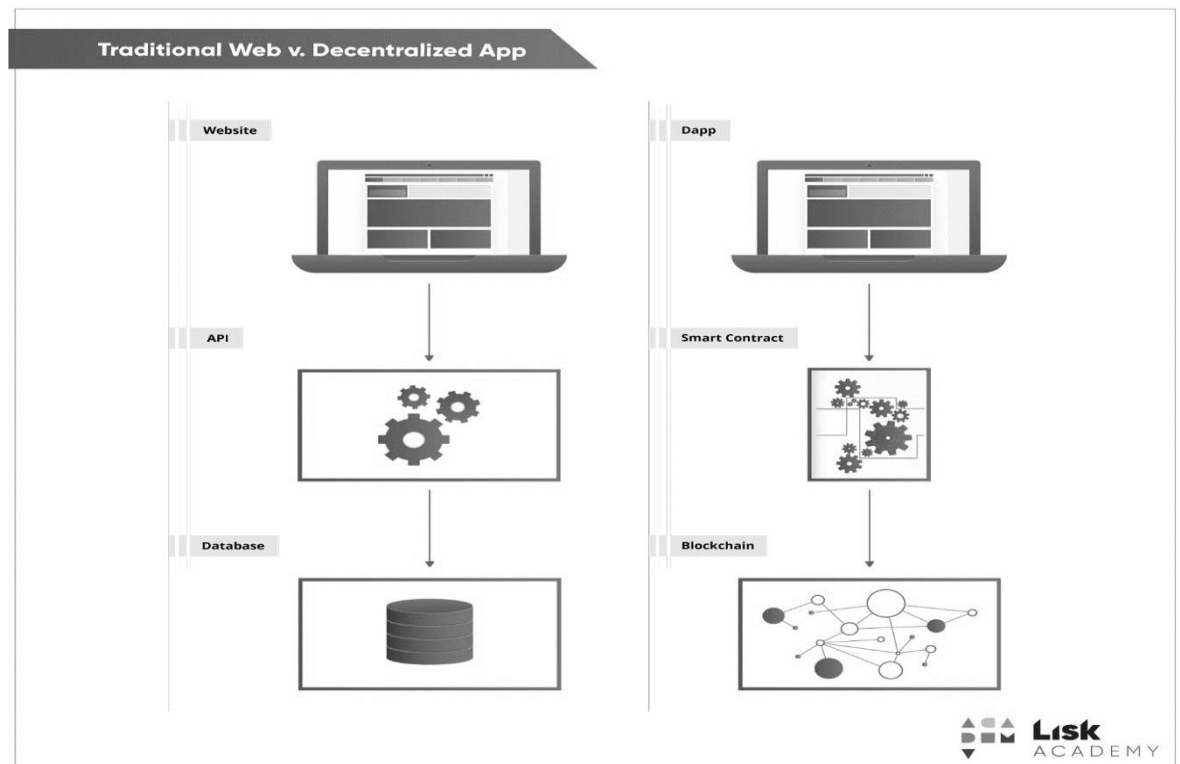 Traditional Web v. Decentralized App
Website
API
Database
Dapp
Smart Contract
Blockchain
Lisk
ACADEMY